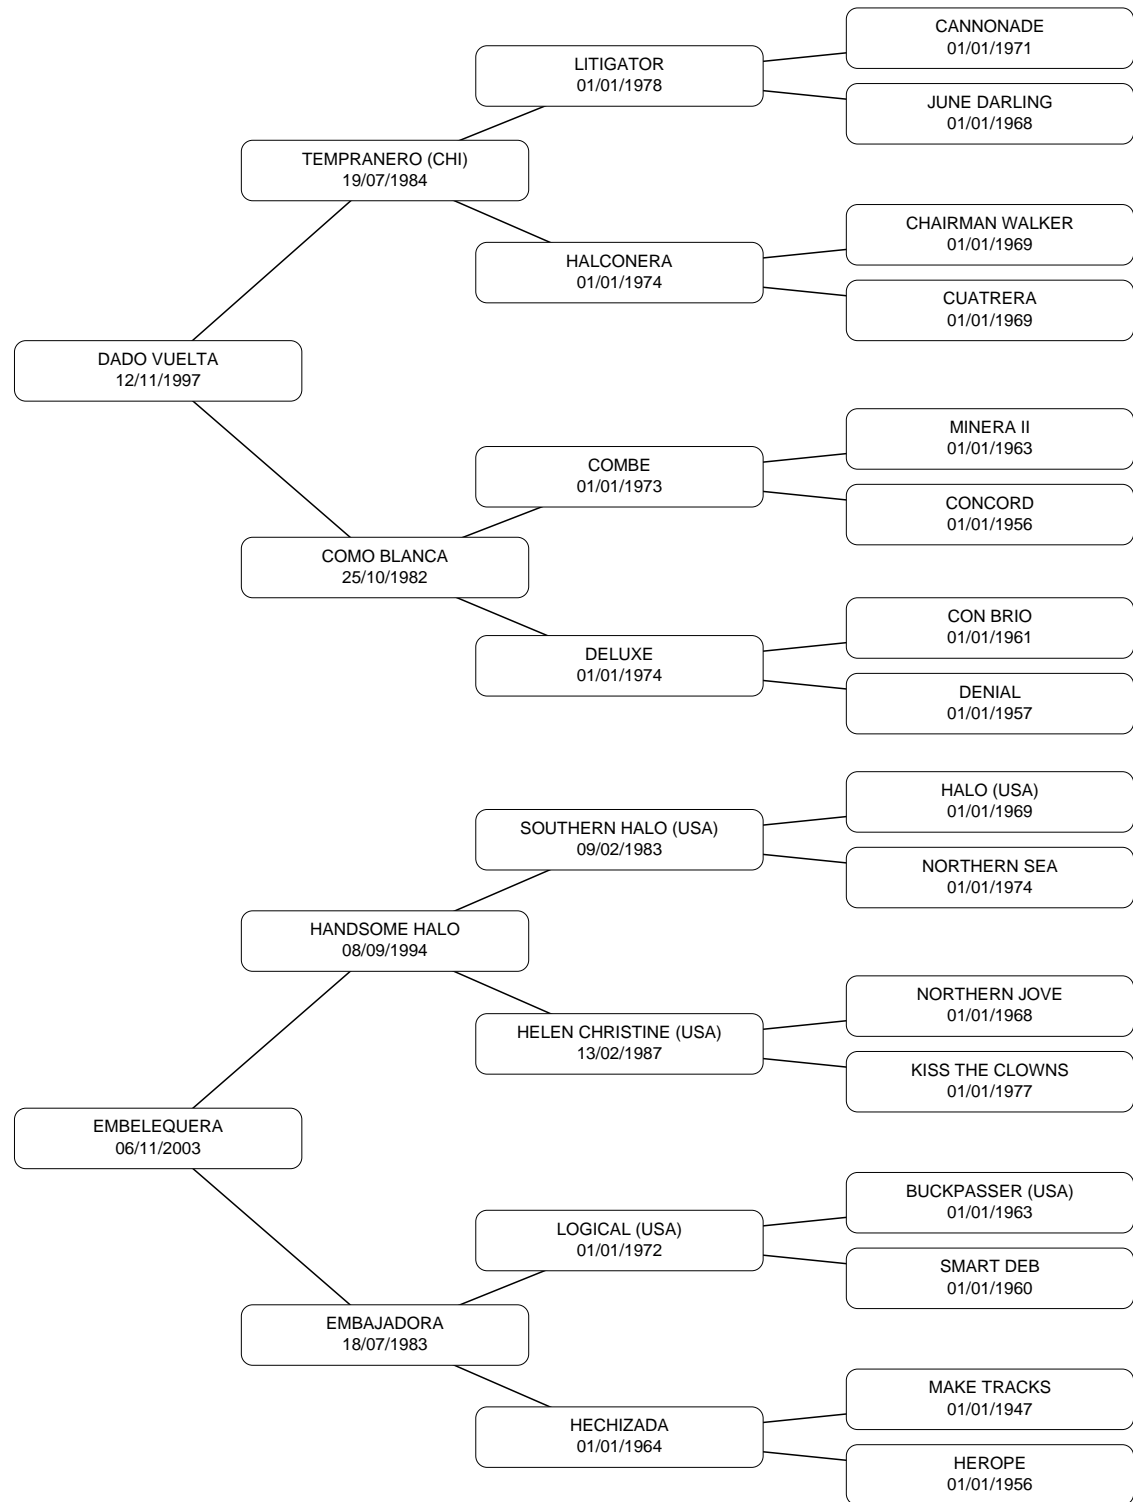 CANNONADE
01/01/1971
LITIGATOR
01/01/1978
JUNE DARLING
01/01/1968
TEMPRANERO (CHI)
19/07/1984
CHAIRMAN WALKER
01/01/1969
HALCONERA
01/01/1974
CUATRERA
01/01/1969
DADO VUELTA
12/11/1997
MINERA II
01/01/1963
COMBE
01/01/1973
CONCORD
01/01/1956
COMO BLANCA
25/10/1982
CON BRIO
01/01/1961
DELUXE
01/01/1974
DENIAL
01/01/1957
HALO (USA)
01/01/1969
SOUTHERN HALO (USA)
09/02/1983
NORTHERN SEA
01/01/1974
HANDSOME HALO
08/09/1994
NORTHERN JOVE
01/01/1968
HELEN CHRISTINE (USA)
13/02/1987
KISS THE CLOWNS
01/01/1977
EMBELEQUERA
06/11/2003
BUCKPASSER (USA)
01/01/1963
LOGICAL (USA)
01/01/1972
SMART DEB
01/01/1960
EMBAJADORA
18/07/1983
MAKE TRACKS
01/01/1947
HECHIZADA
01/01/1964
HEROPE
01/01/1956